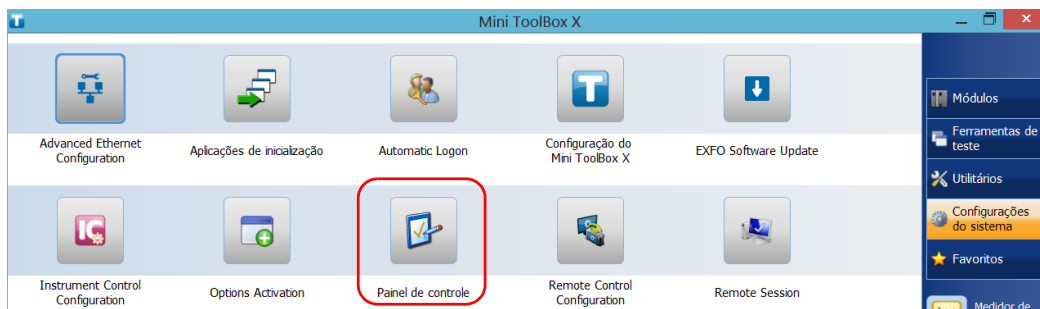 Mini ToolBox X
Advanced Ethernet
Configuration
Aplicações de inicialização
Automatic Logon
Configuração do
Mini ToolBox X
EXFO Software Update
Instrument Control
Configuration
Options Activation
Painel de controle
Remote Control
Configuration
Remote Session
Módulos
Ferramentas de
teste
Utilitários
Configurações
do sistema
Favoritos
Medidor de